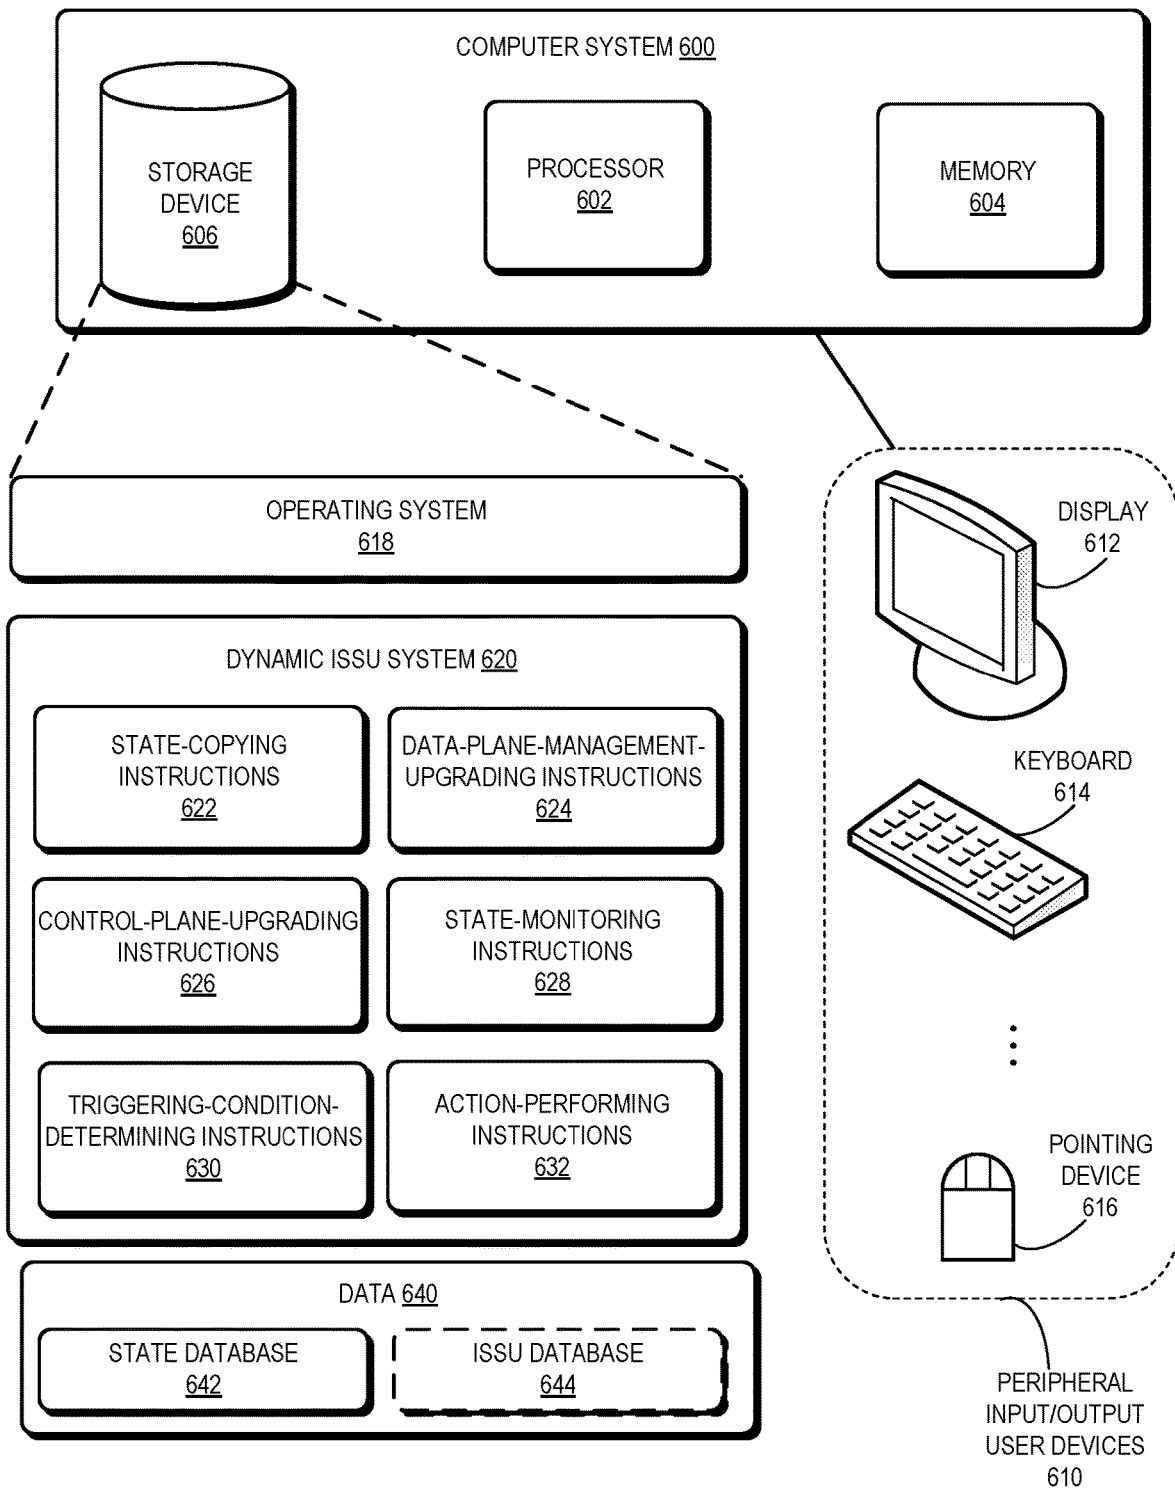 COMPUTER SYSTEM 600
STORAGE
DEVICE
606
PROCESSOR
602
MEMORY
604
OPERATING SYSTEM
618
DYNAMIC ISSU SYSTEM 620
STATE-COPYING
INSTRUCTIONS
622
DATA-PLANE-MANAGEMENT-
UPGRADING INSTRUCTIONS
624
CONTROL-PLANE-UPGRADING
INSTRUCTIONS
626
STATE-MONITORING
INSTRUCTIONS
628
TRIGGERING-CONDITION-
DETERMINING INSTRUCTIONS
630
ACTION-PERFORMING
INSTRUCTIONS
632
DATA 640
STATE DATABASE
642
ISSU DATABASE
644
DISPLAY
612
KEYBOARD
614
POINTING
DEVICE
616
PERIPHERAL
INPUT/OUTPUT
USER DEVICES
610